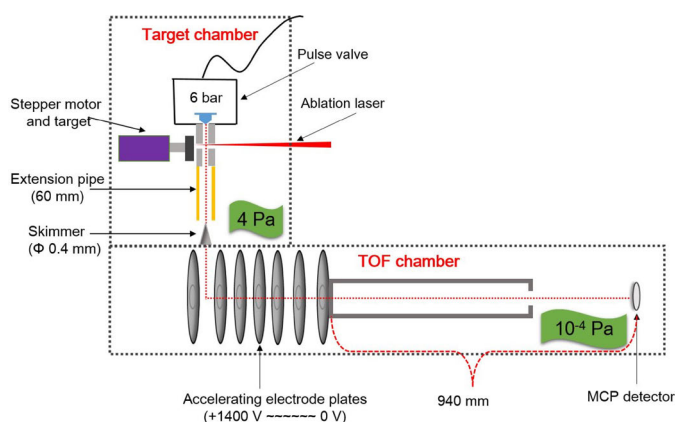 Target chamber
Pulse valve
6 bar
Stepper motor
and target
Ablation laser
Extension pipe
(60 mm)
4 Pa
Skimmer
(Φ 0.4 mm)
TOF chamber
10⁻⁴ Pa
Accelerating electrode plates
(+1400 V ~~~~~~ 0 V)
940 mm
MCP detector